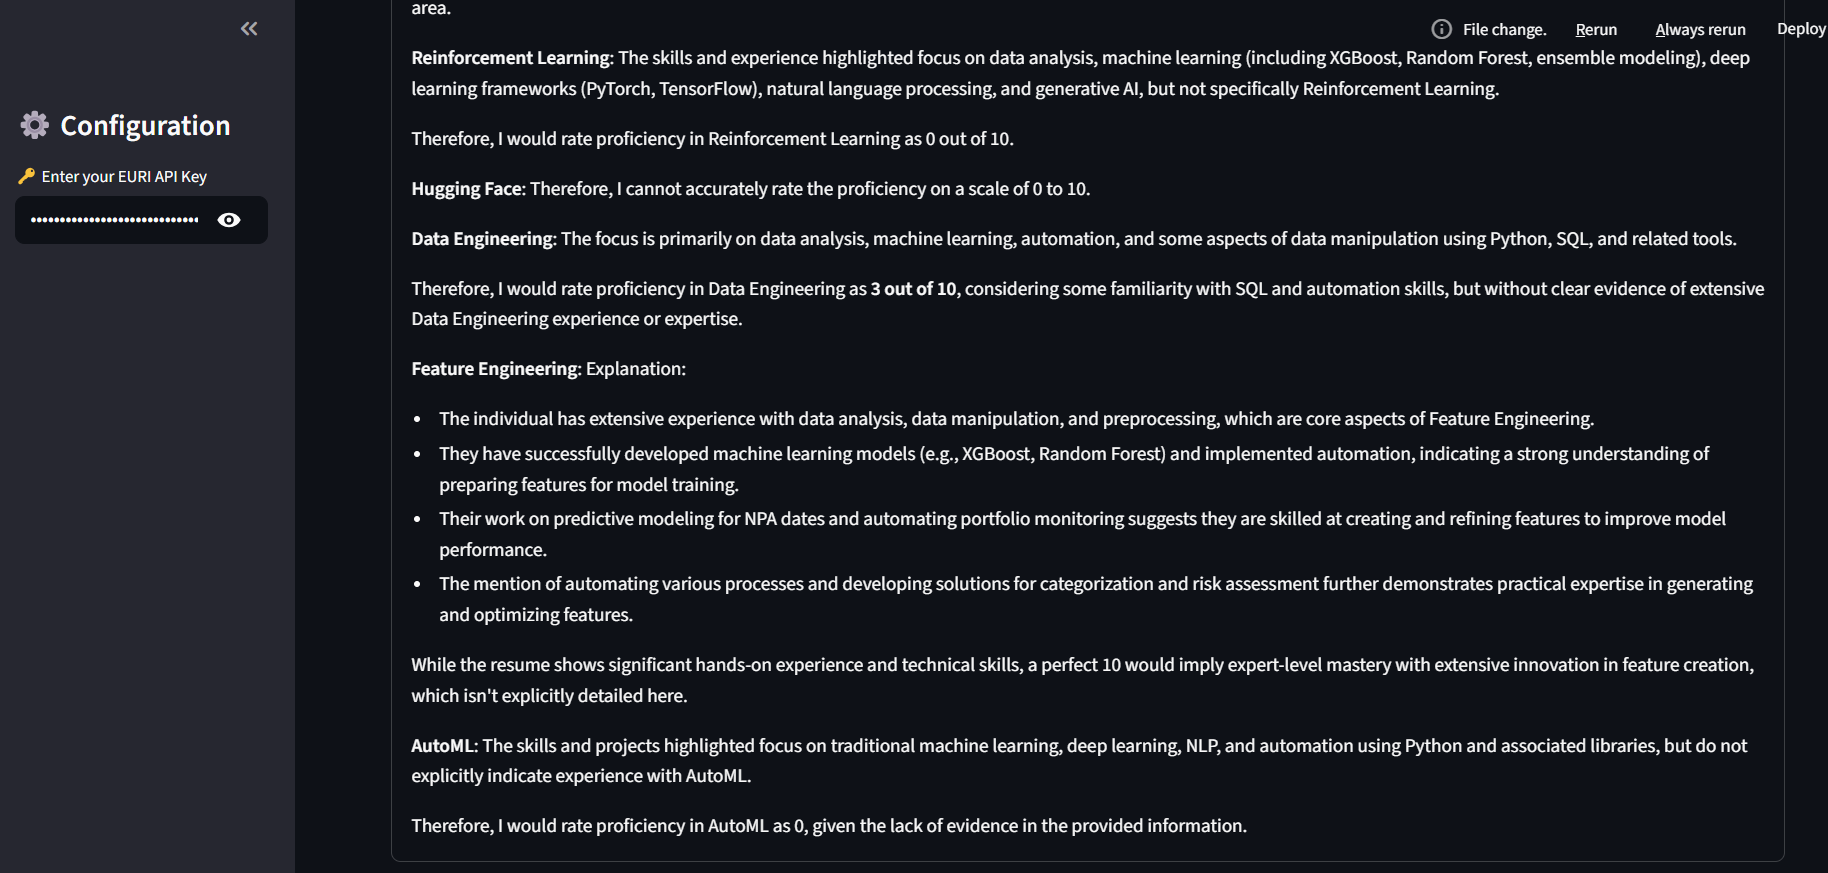 Configuration
Enter your EURI API Key
File change.
Rerun
Always rerun
Deploy
area.
Reinforcement Learning: The skills and experience highlighted focus on data analysis, machine learning (including XGBoost, Random Forest, ensemble modeling), deep
learning frameworks (PyTorch, TensorFlow), natural language processing, and generative AI, but not specifically Reinforcement Learning.
Therefore, I would rate proficiency in Reinforcement Learning as 0 out of 10.
Hugging Face: Therefore, I cannot accurately rate the proficiency on a scale of 0 to 10.
Data Engineering: The focus is primarily on data analysis, machine learning, automation, and some aspects of data manipulation using Python, SQL, and related tools.
Therefore, I would rate proficiency in Data Engineering as 3 out of 10, considering some familiarity with SQL and automation skills, but without clear evidence of extensive
Data Engineering experience or expertise.
Feature Engineering: Explanation:
• The individual has extensive experience with data analysis, data manipulation, and preprocessing, which are core aspects of Feature Engineering.
• They have successfully developed machine learning models (e.g., XGBoost, Random Forest) and implemented automation, indicating a strong understanding of
preparing features for model training.
• Their work on predictive modeling for NPA dates and automating portfolio monitoring suggests they are skilled at creating and refining features to improve model
performance.
• The mention of automating various processes and developing solutions for categorization and risk assessment further demonstrates practical expertise in generating
and optimizing features.
While the resume shows significant hands-on experience and technical skills, a perfect 10 would imply expert-level mastery with extensive innovation in feature creation,
which isn't explicitly detailed here.
AutoML: The skills and projects highlighted focus on traditional machine learning, deep learning, NLP, and automation using Python and associated libraries, but do not
explicitly indicate experience with AutoML.
Therefore, I would rate proficiency in AutoML as 0, given the lack of evidence in the provided information.